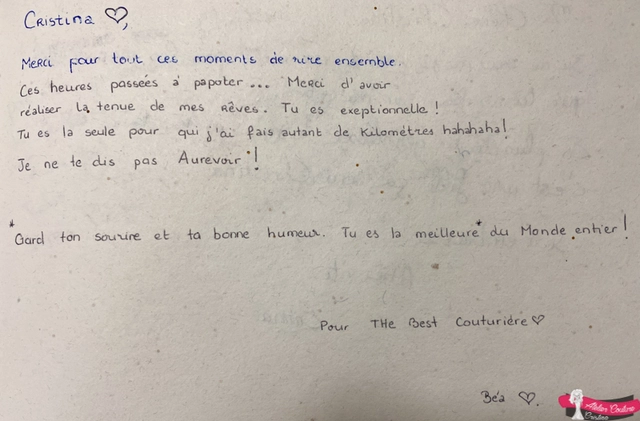 Cristina ♡,
Merci pour tout ces moments de rire ensemble.
Ces heures passées à papoter... Merci d'avoir
réaliser la tenue de mes Rêves. Tu es exeptionnelle !
Tu es la seule pour qui j'ai fais autant de Kilomètres hahahaha!
Je ne te dis pas Aurevoir !
*Gard ton sourire et ta bonne humeur. Tu es la meilleure* du Monde entier !
Pour THe Best Couturière ♡
Béa ♡.
Atelier Couture